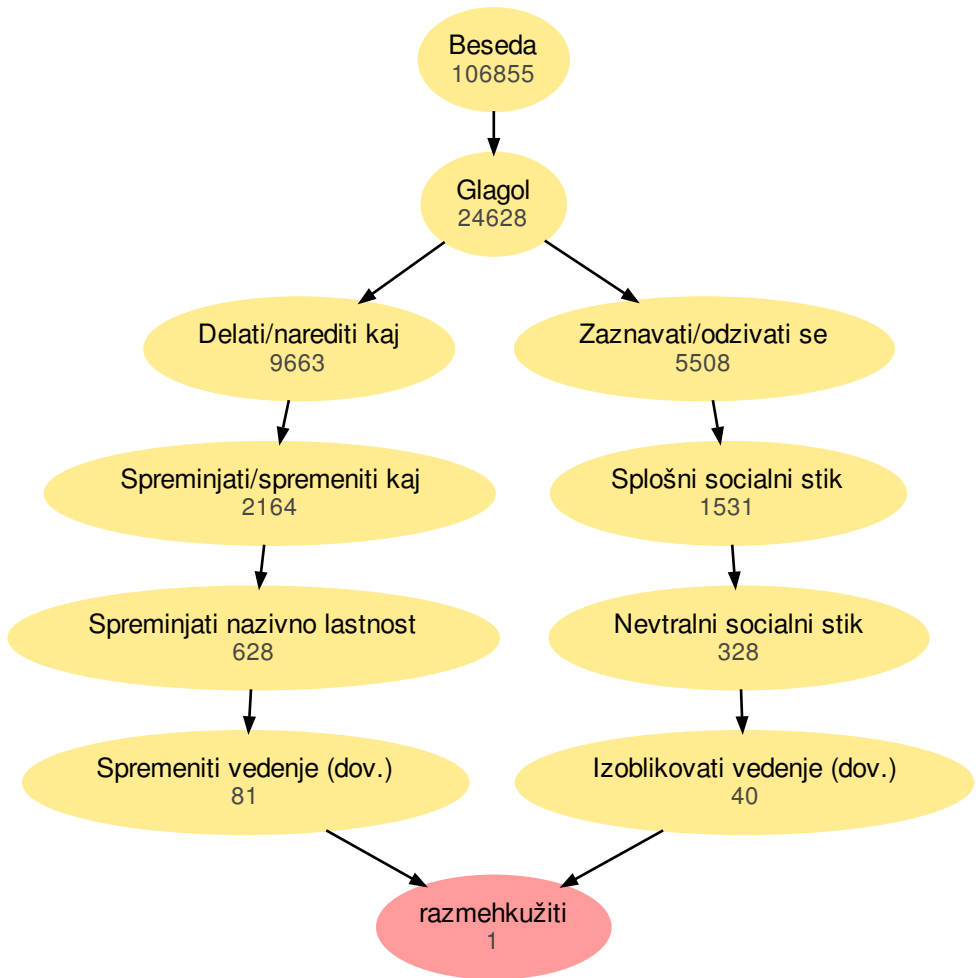 Beseda
106855
Glagol
24628
Delati/narediti kaj
9663
Zaznavati/odzivati se
5508
Spreminjati/spremeniti kaj
2164
Splošni socialni stik
1531
Spreminjati nazivno lastnost
628
Nevtralni socialni stik
328
Spremeniti vedenje (dov.)
81
Izoblikovati vedenje (dov.)
40
razmehkužiti
1